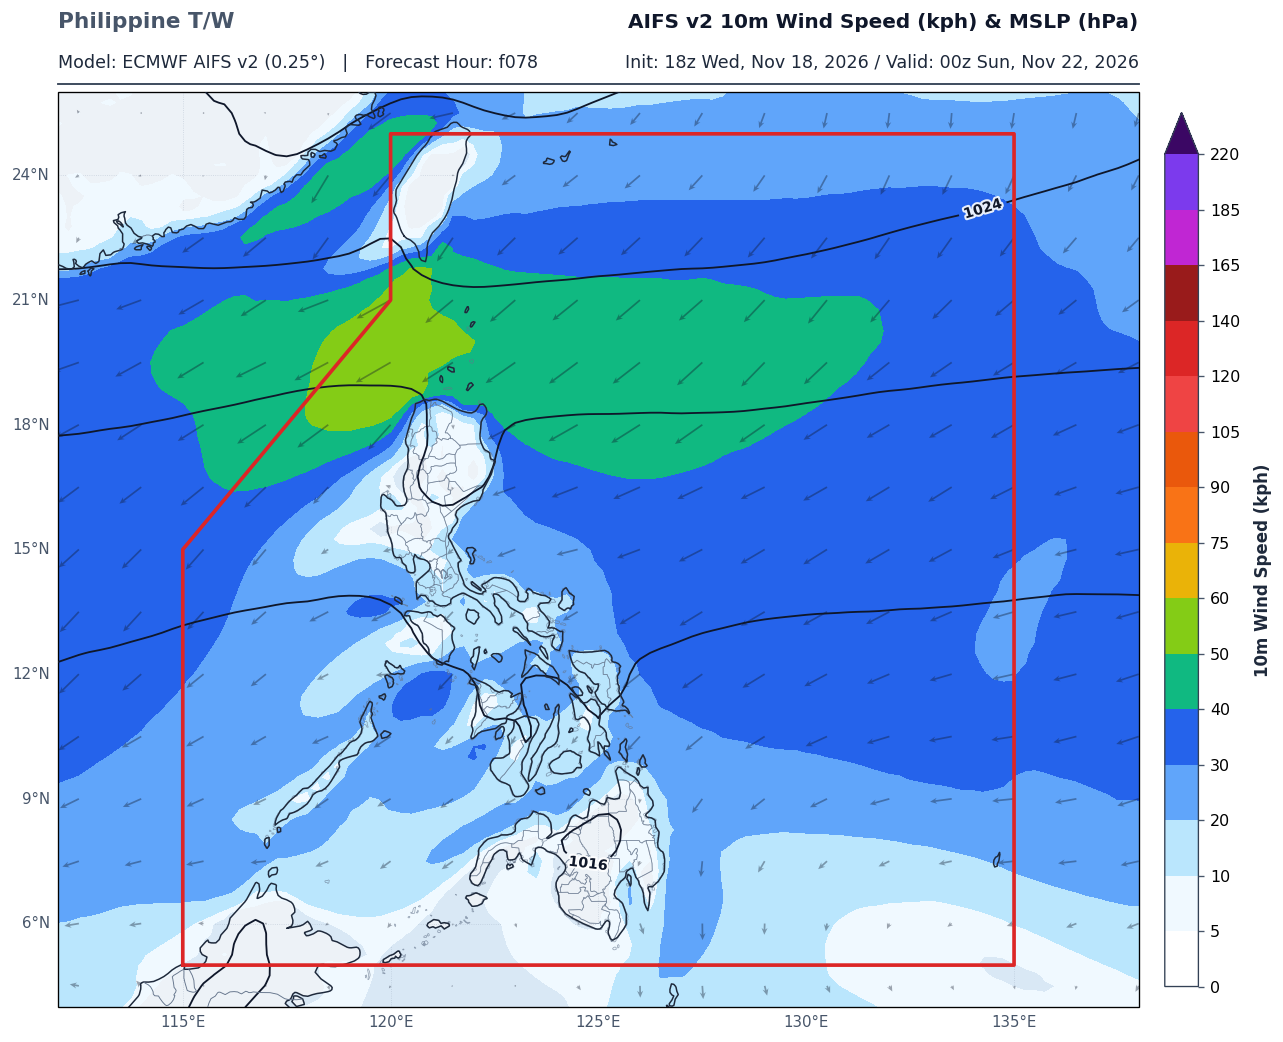 Philippine T/W
AIFS v2 10m Wind Speed (kph) & MSLP (hPa)
Model: ECMWF AIFS v2 (0.25°)   |   Forecast Hour: f078
Init: 18z Wed, Nov 18, 2026 / Valid: 00z Sun, Nov 22, 2026
24°N
21°N
18°N
15°N
12°N
9°N
6°N
115°E
120°E
125°E
130°E
135°E
1024
1016
220
185
165
140
120
105
90
75
60
50
40
30
20
10
5
0
10m Wind Speed (kph)